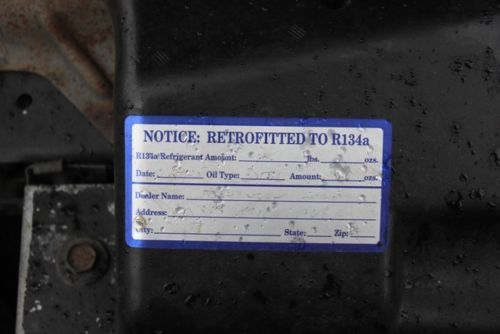 NOTICE: RETROFITTED TO R134a
R134a Refrigerant Amount: lbs. ozs.
Date: Oil Type: Amount: ozs.
Dealer Name:
Address:
City: State: Zip: